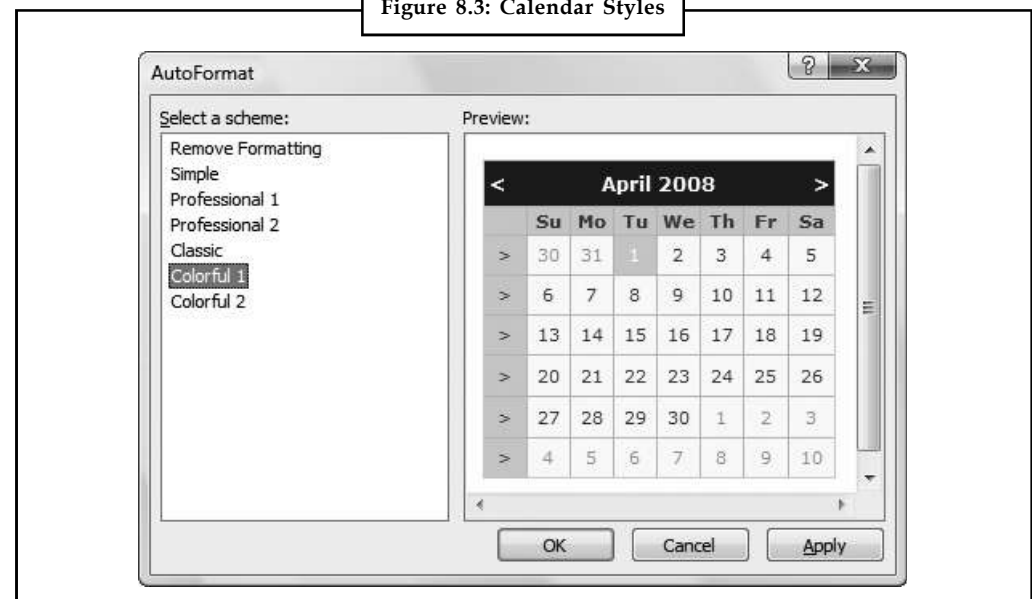 Figure 8.3: Calendar Styles
AutoFormat
Select a scheme:
Remove Formatting
Simple
Professional 1
Professional 2
Classic
Colorful 1
Colorful 2
Preview:
< April 2008 >
Su Mo Tu We Th Fr Sa
> 30 31 1 2 3 4 5
> 6 7 8 9 10 11 12
> 13 14 15 16 17 18 19
> 20 21 22 23 24 25 26
> 27 28 29 30 1 2 3
> 4 5 6 7 8 9 10
OK Cancel Apply